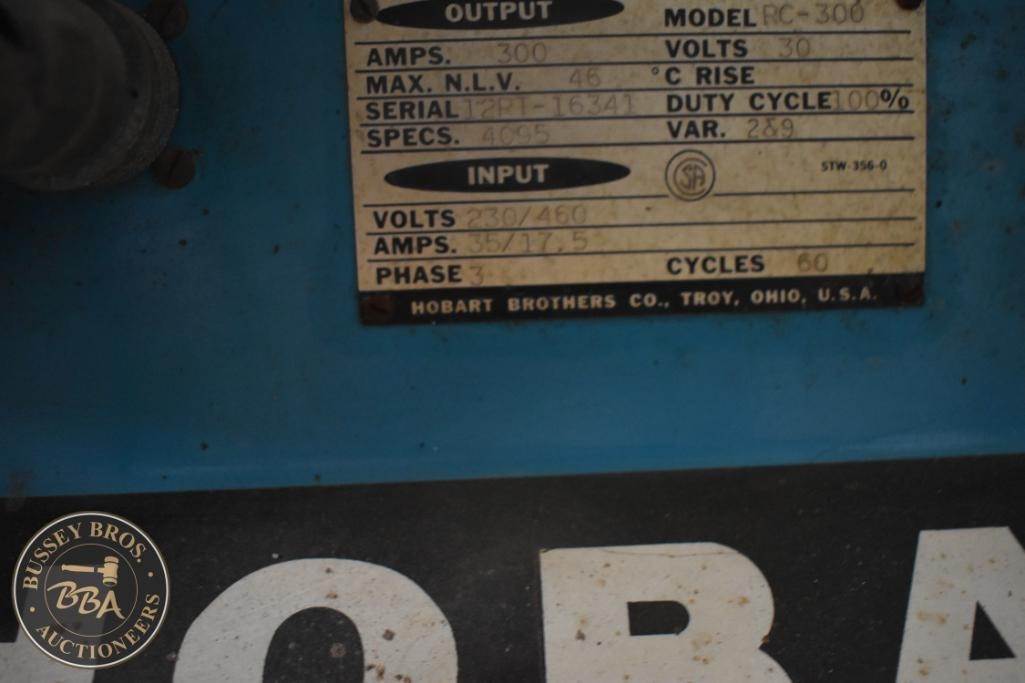 OUTPUT MODEL RC-300
AMPS. 300 VOLTS 30
MAX. N.L.V. 46 °C RISE
SERIAL 12RT-16341 DUTY CYCLE 100%
SPECS. 4095 VAR. 2&9
INPUT SA STW-356-0
VOLTS 230/460
AMPS. 35/17.5
PHASE 3 CYCLES 60
HOBART BROTHERS CO., TROY, OHIO, U.S.A.
OBA
BUSSEY BROS.
BBA
AUCTIONEERS